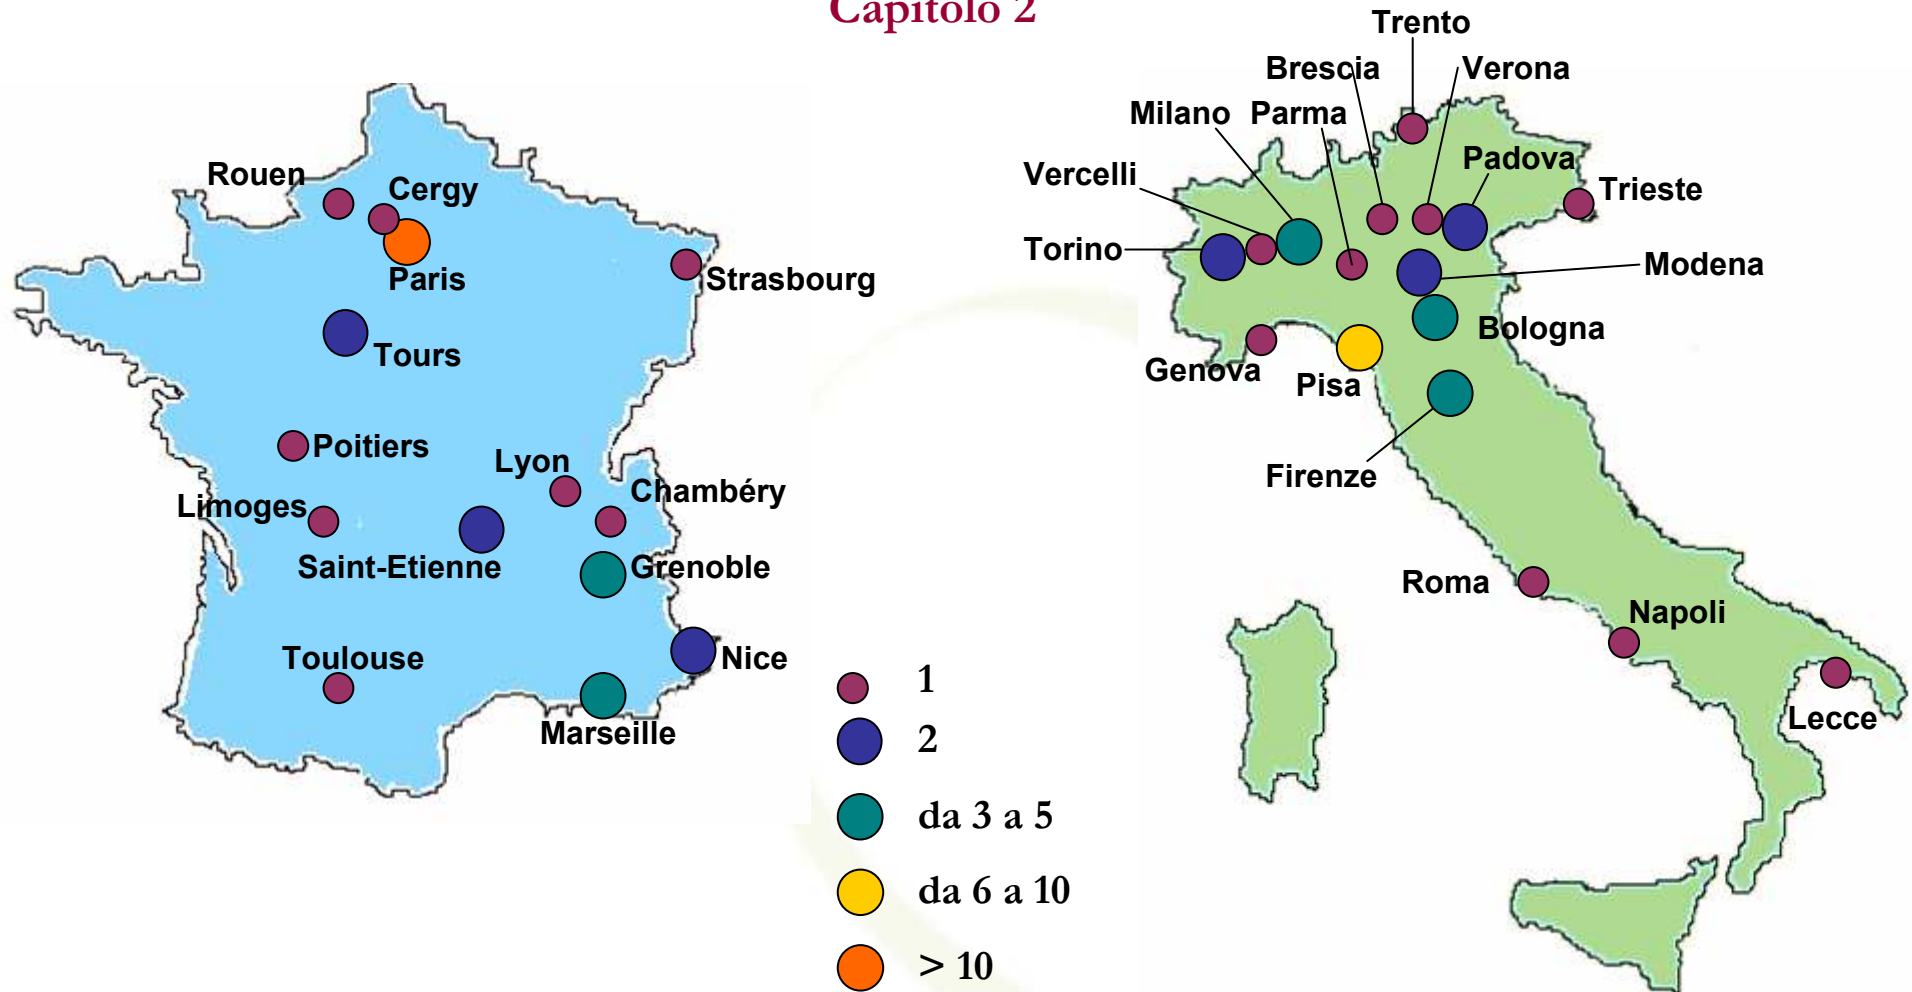 Capitolo 2
Rouen
Cergy
Paris
Strasbourg
Tours
Poitiers
Lyon
Limoges
Chambéry
Saint-Etienne
Grenoble
Toulouse
Nice
Marseille
1
2
da 3 a 5
da 6 a 10
> 10
Trento
Brescia
Verona
Milano
Parma
Padova
Vercelli
Trieste
Torino
Modena
Bologna
Genova
Pisa
Firenze
Roma
Napoli
Lecce